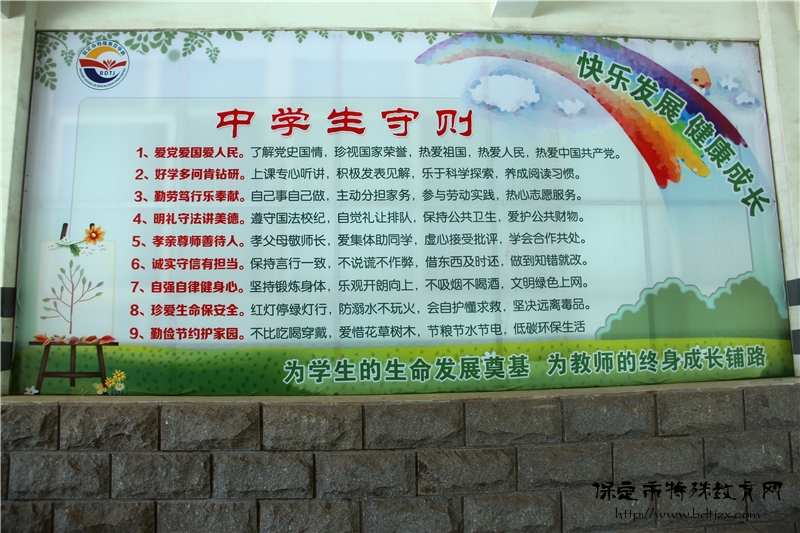 快乐发展 健康成长
BDTJ
中学生守则
1、爱党爱国爱人民。了解党史国情，珍视国家荣誉，热爱祖国，热爱人民，热爱中国共产党。
2、好学多问肯钻研。上课专心听讲，积极发表见解，乐于科学探索，养成阅读习惯。
3、勤劳笃行乐奉献。自己事自己做，主动分担家务，参与劳动实践，热心志愿服务。
4、明礼守法讲美德。遵守国法校纪，自觉礼让排队，保持公共卫生，爱护公共财物。
5、孝亲尊师善待人。孝父母敬师长，爱集体助同学，虚心接受批评，学会合作共处。
6、诚实守信有担当。保持言行一致，不说谎不作弊，借东西及时还，做到知错就改。
7、自强自律健身心。坚持锻炼身体，乐观开朗向上，不吸烟不喝酒，文明绿色上网。
8、珍爱生命保安全。红灯停绿灯行，防溺水不玩火，会自护懂求救，坚决远离毒品。
9、勤俭节约护家园。不比吃喝穿戴，爱惜花草树木，节粮节水节电，低碳环保生活
为学生的生命发展奠基 为教师的终身成长铺路
保定市特殊教育网
http://www.bdtjzx.com